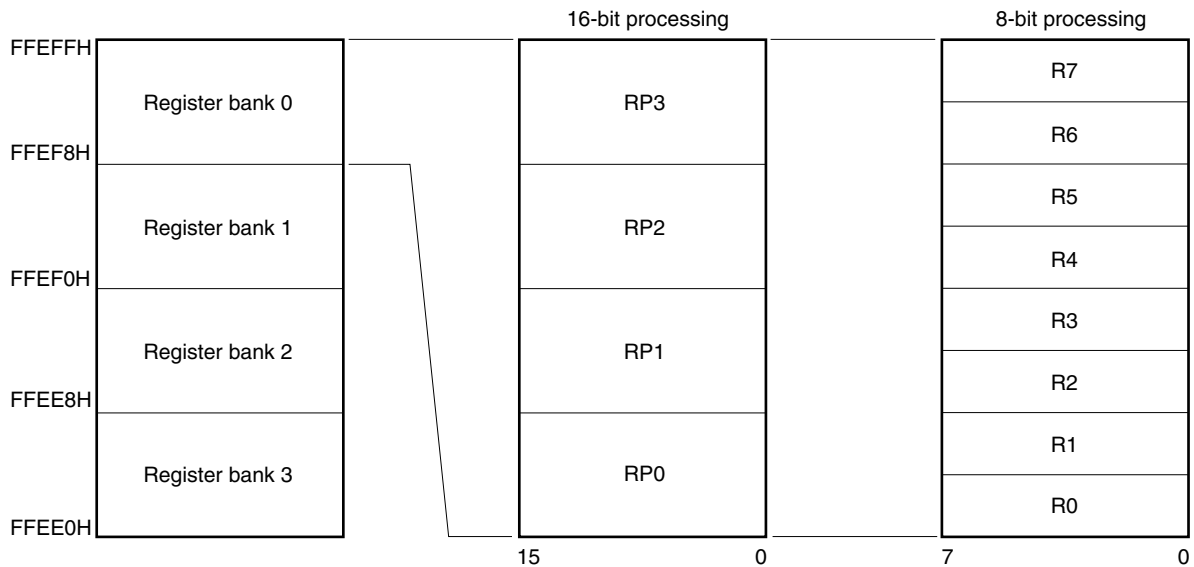 16-bit processing
8-bit processing
FFEFFH
Register bank 0
RP3
R7
R6
FFEF8H
Register bank 1
RP2
R5
R4
FFEF0H
Register bank 2
RP1
R3
R2
FFEE8H
Register bank 3
RP0
R1
R0
FFEE0H
15
0
7
0